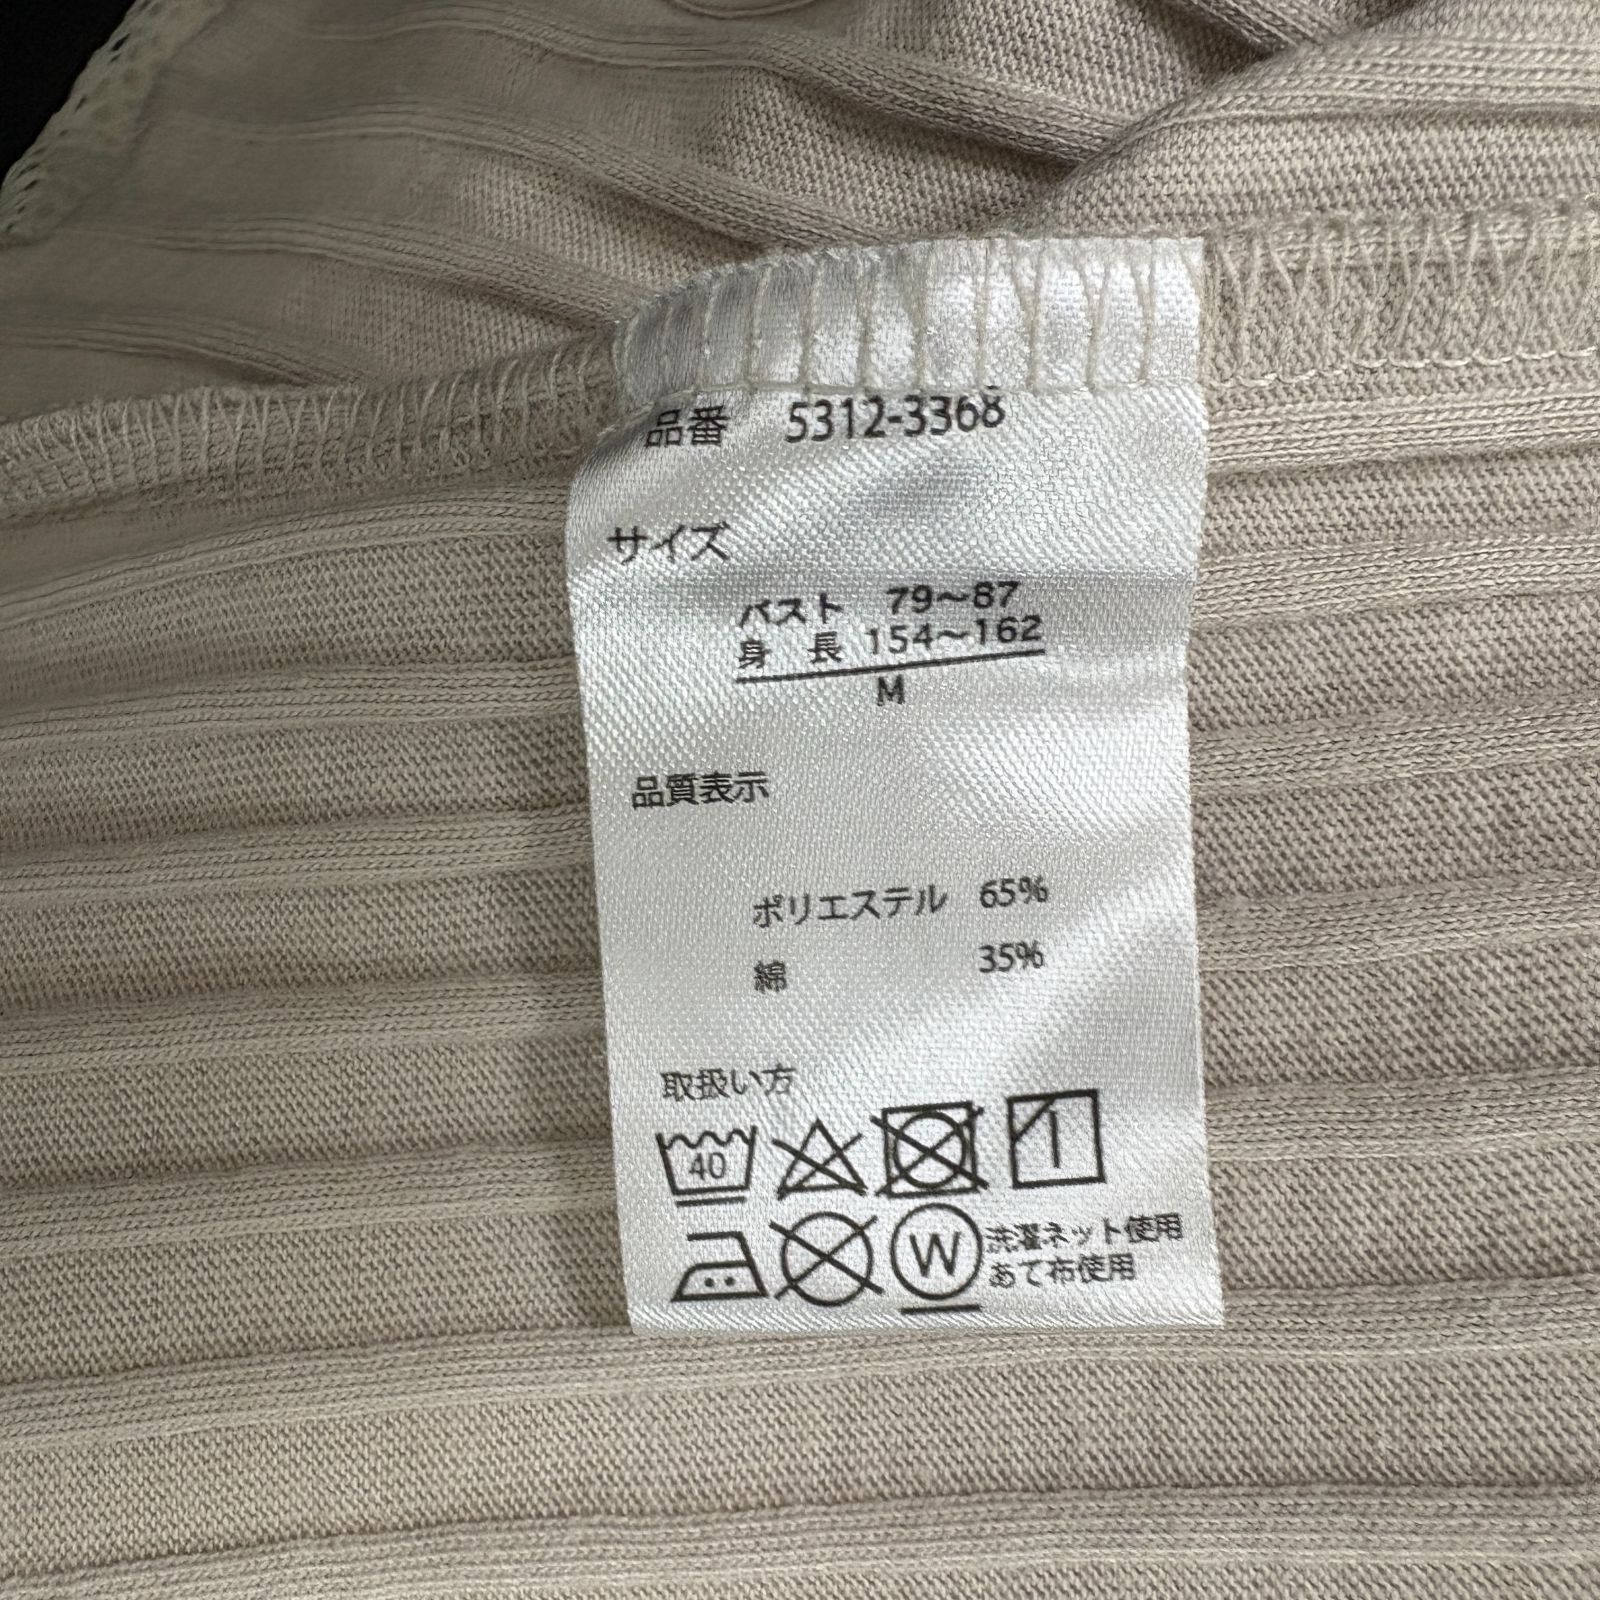 品番 5312-3368
サイズ
バスト 79～87
身 長 154～162
M
品質表示
ポリエステル 65%
綿 35%
取扱い方
40
W 洗濯ネット使用
あて布使用